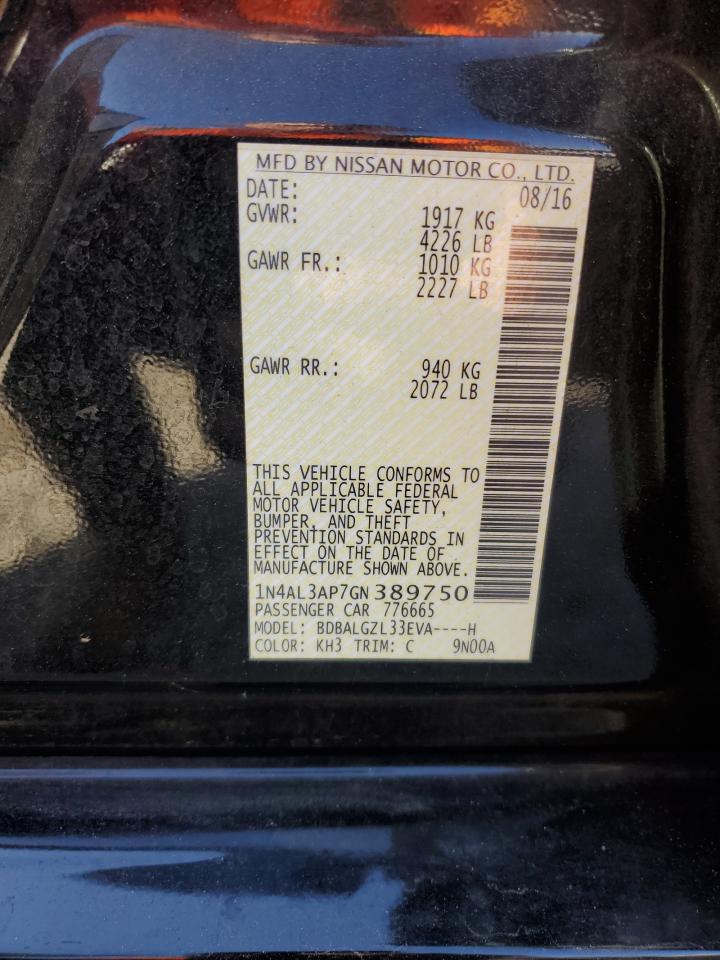 MFD BY NISSAN MOTOR CO., LTD.
DATE: 08/16
GVWR: 1917 KG
4226 LB
GAWR FR.: 1010 KG
2227 LB
GAWR RR.: 940 KG
2072 LB
THIS VEHICLE CONFORMS TO
ALL APPLICABLE FEDERAL
MOTOR VEHICLE SAFETY,
BUMPER, AND THEFT
PREVENTION STANDARDS IN
EFFECT ON THE DATE OF
MANUFACTURE SHOWN ABOVE.
1N4AL3AP7GN 389750
PASSENGER CAR 776665
MODEL: BDBALGZL33EVA----H
COLOR: KH3 TRIM: C 9N00A